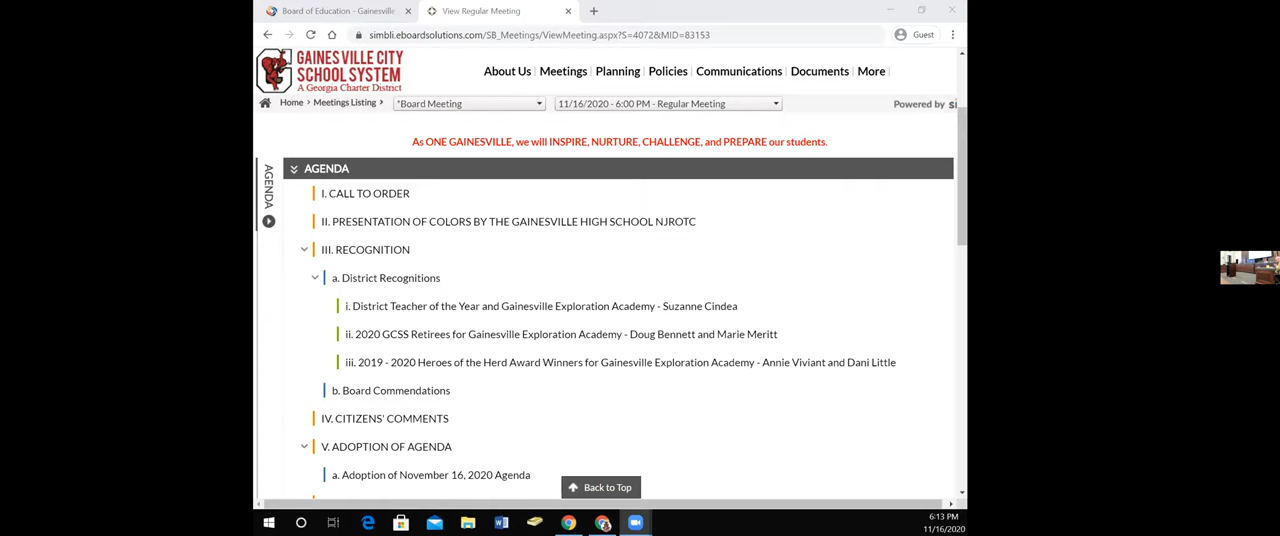 Board of Education - Gainesville
View Regular Meeting
simbli.eboardsolutions.com/SB_Meetings/ViewMeeting.aspx?S=4072&MID=83153
Guest
GAINESVILLE CITY
SCHOOL SYSTEM
A Georgia Charter District
About Us Meetings Planning Policies Communications Documents More
Home > Meetings Listing > *Board Meeting 11/16/2020 - 6:00 PM - Regular Meeting Powered by
As ONE GAINESVILLE, we will INSPIRE, NURTURE, CHALLENGE, and PREPARE our students.
AGENDA
AGENDA
I. CALL TO ORDER
II. PRESENTATION OF COLORS BY THE GAINESVILLE HIGH SCHOOL NJROTC
III. RECOGNITION
a. District Recognitions
i. District Teacher of the Year and Gainesville Exploration Academy - Suzanne Cindea
ii. 2020 GCSS Retirees for Gainesville Exploration Academy - Doug Bennett and Marie Meritt
iii. 2019 - 2020 Heroes of the Herd Award Winners for Gainesville Exploration Academy - Annie Viviant and Dani Little
b. Board Commendations
IV. CITIZENS' COMMENTS
V. ADOPTION OF AGENDA
a. Adoption of November 16, 2020 Agenda
Back to Top
6:13 PM
11/16/2020